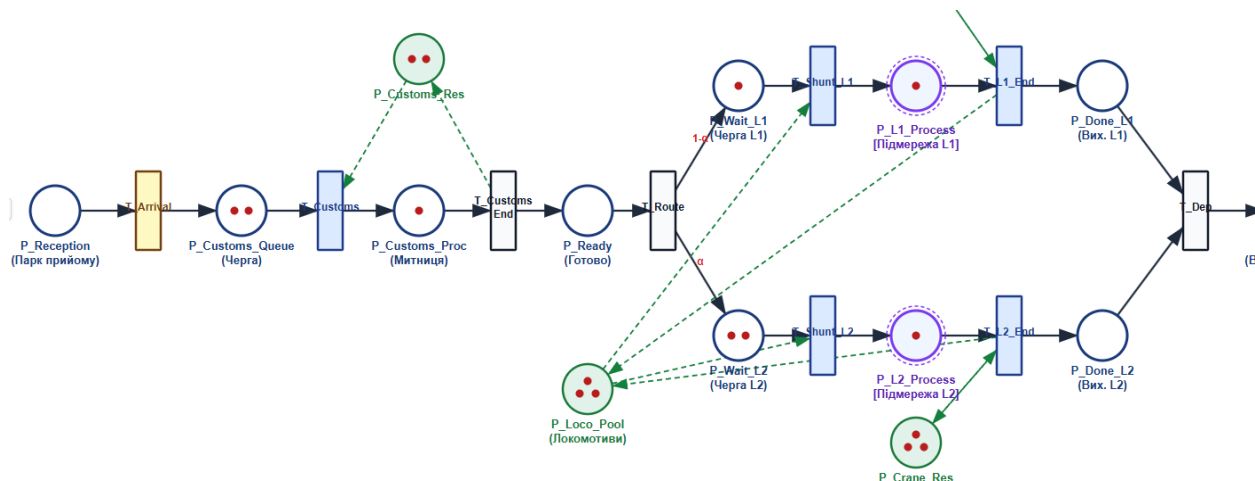 P_Customs_Res
P_Wait_L1
(Черга L1)
T_Shunt_L1
P_L1_Process
[Підмережа L1]
T_L1_End
P_Done_L1
(Вих. L1)
1-α
P_Reception
(Парк прийому)
T_Arrival
P_Customs_Queue
(Черга)
T_Customs
P_Customs_Proc
(Митниця)
T_Customs
End
P_Ready
(Готово)
T_Route
T_Dep
(В
α
P_Wait_L2
(Черга L2)
T_Shunt_L2
P_L2_Process
[Підмережа L2]
T_L2_End
P_Done_L2
(Вих. L2)
P_Loco_Pool
(Локомотиви)
P_Crane_Res